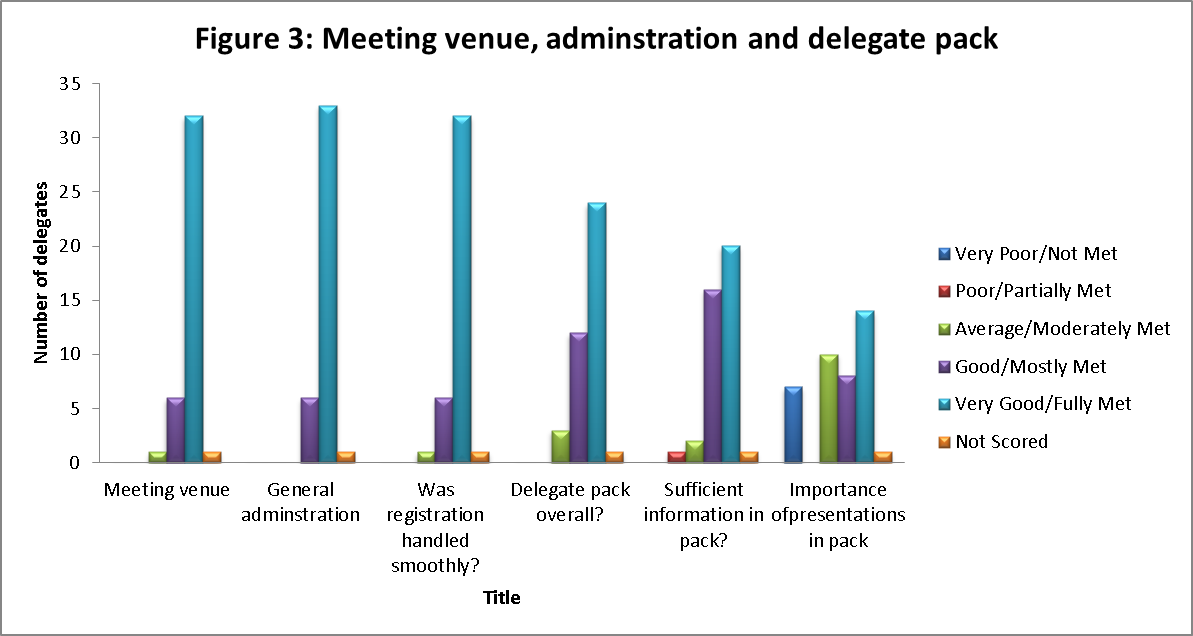 Figure 3: Meeting venue, adminstration and delegate pack
Number of delegates
35
30
25
20
15
10
5
0
Meeting venue
General
adminstration
Was
registration
handled
smoothly?
Delegate pack
overall?
Sufficient
information in
pack?
Importance
ofpresentations
in pack
Title
Very Poor/Not Met
Poor/Partially Met
Average/Moderately Met
Good/Mostly Met
Very Good/Fully Met
Not Scored